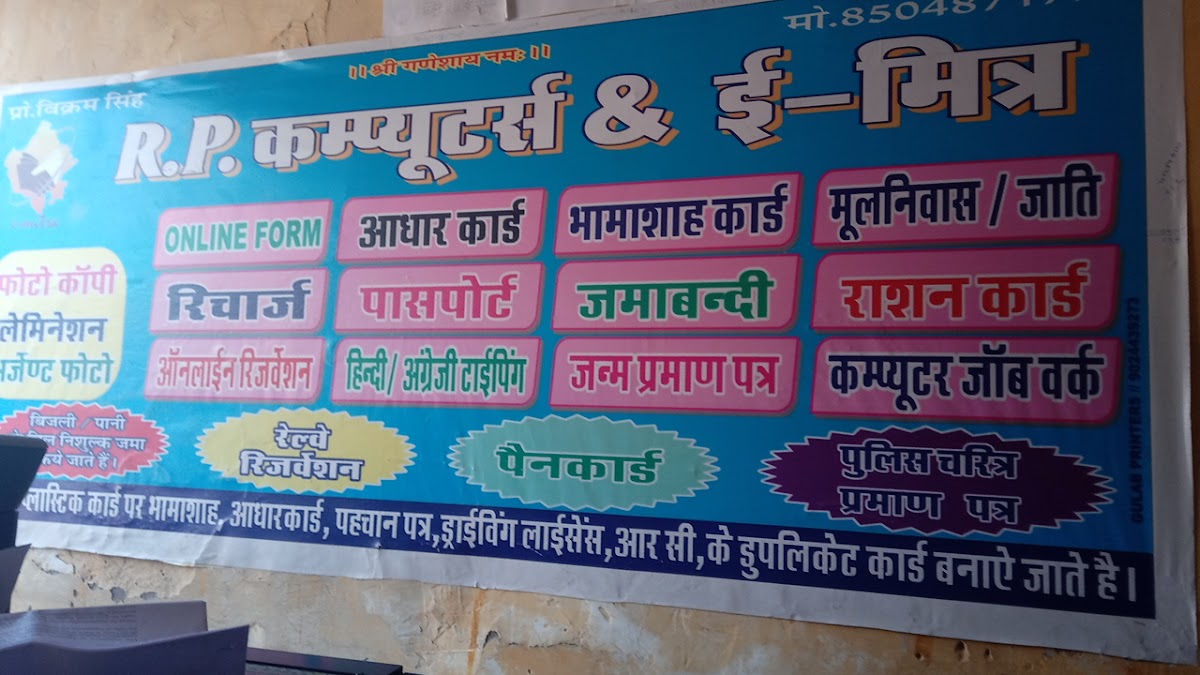 मो.850487
।।श्री गणेशाय नमः।।
प्रो.विक्रम सिंह
R.P. कम्प्यूटर्स & ई-मित्र
ONLINE FORM
आधार कार्ड
भामाशाह कार्ड
मूलनिवास / जाति
रिचार्ज
पासपोर्ट
जमाबन्दी
राशन कार्ड
ऑनलाईन रिजर्वेशन
हिन्दी/ अंग्रेजी टाईपिंग
जन्म प्रमाण पत्र
कम्प्यूटर जॉब वर्क
फोटो कॉपी
लेमिनेशन
अर्जेण्ट फोटो
बिजली / पानी
निशुल्क जमा
किये जाते हैं।
रेल्वे
रिजर्वेशन
पैनकार्ड
पुलिस चरित्र
प्रमाण पत्र
प्लास्टिक कार्ड पर भामाशाह, आधारकार्ड, पहचान पत्र,ड्राईविंग लाईसेंस,आर सी,के डुपलिकेट कार्ड बनाऐ जाते है।
GULAB PRINTERS // 9024439273